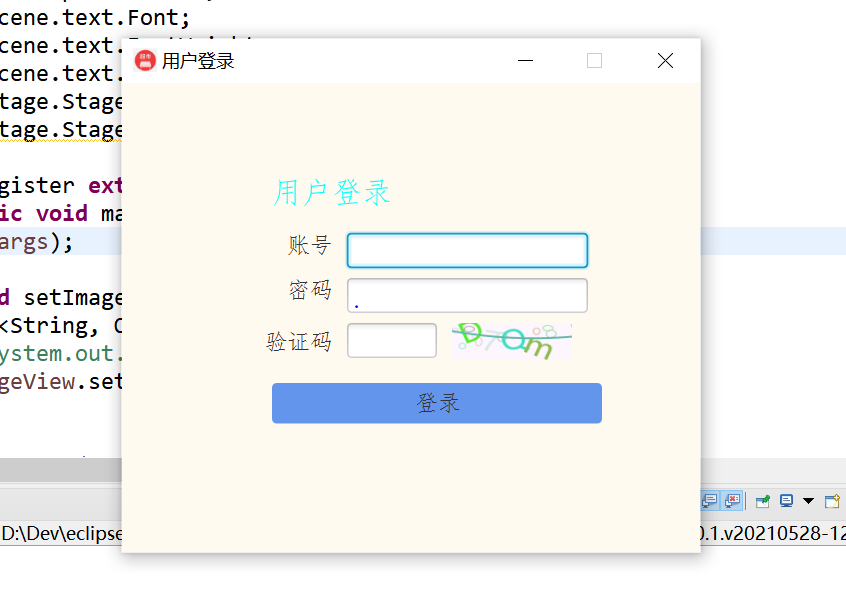 cene.text.Font;
cene.text.
用户登录
cene.text.
tage.Stage
tage.Stage
gister ext
ic void ma
args);
d setImage
<String,
ystem.out.
geView.set
用户登录
账号
密码
.
验证码
登录
D:\Dev\eclipse
0.1.v20210528-12